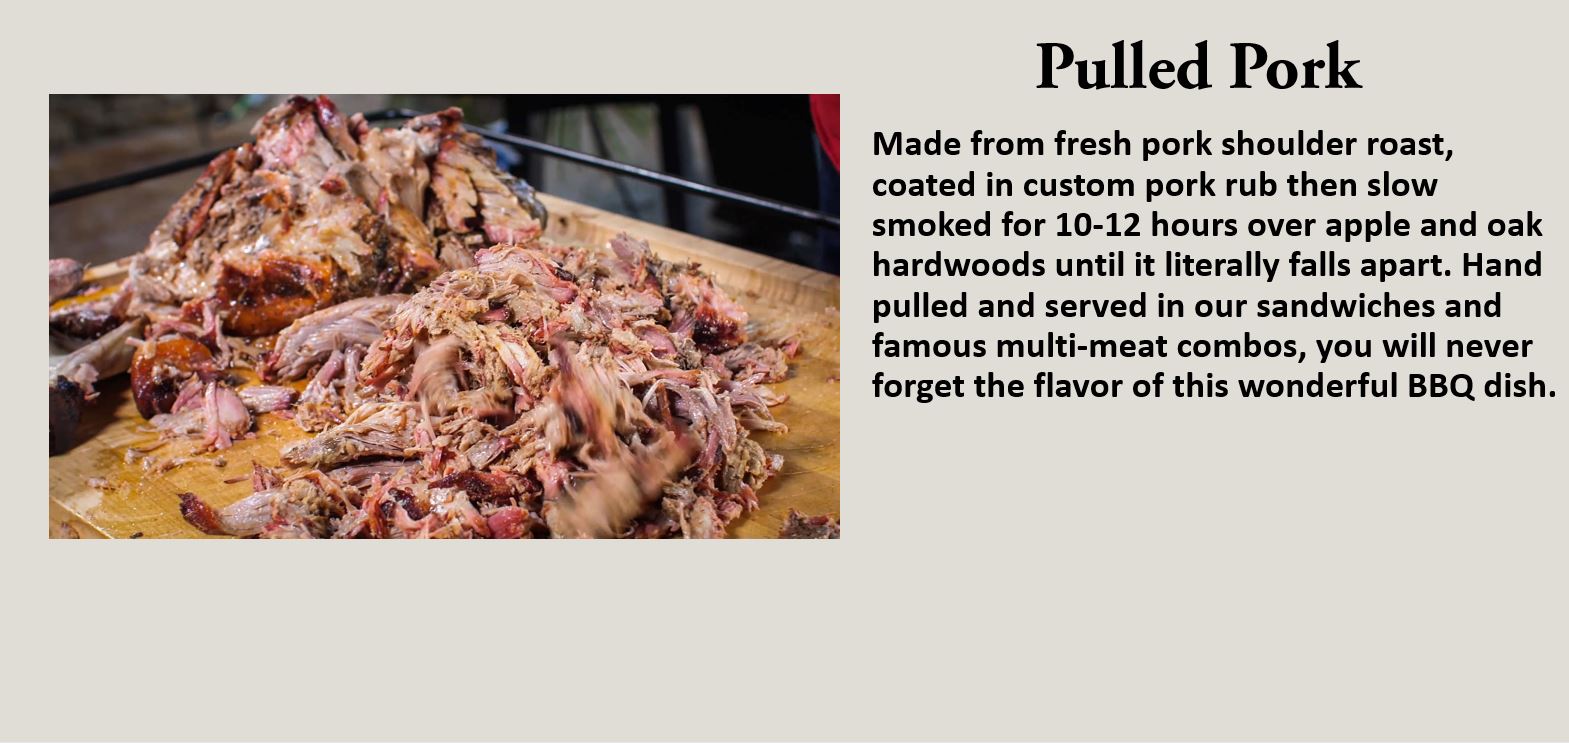 Pulled Pork
Made from fresh pork shoulder roast,
coated in custom pork rub then slow
smoked for 10-12 hours over apple and oak
hardwoods until it literally falls apart. Hand
pulled and served in our sandwiches and
famous multi-meat combos, you will never
forget the flavor of this wonderful BBQ dish.